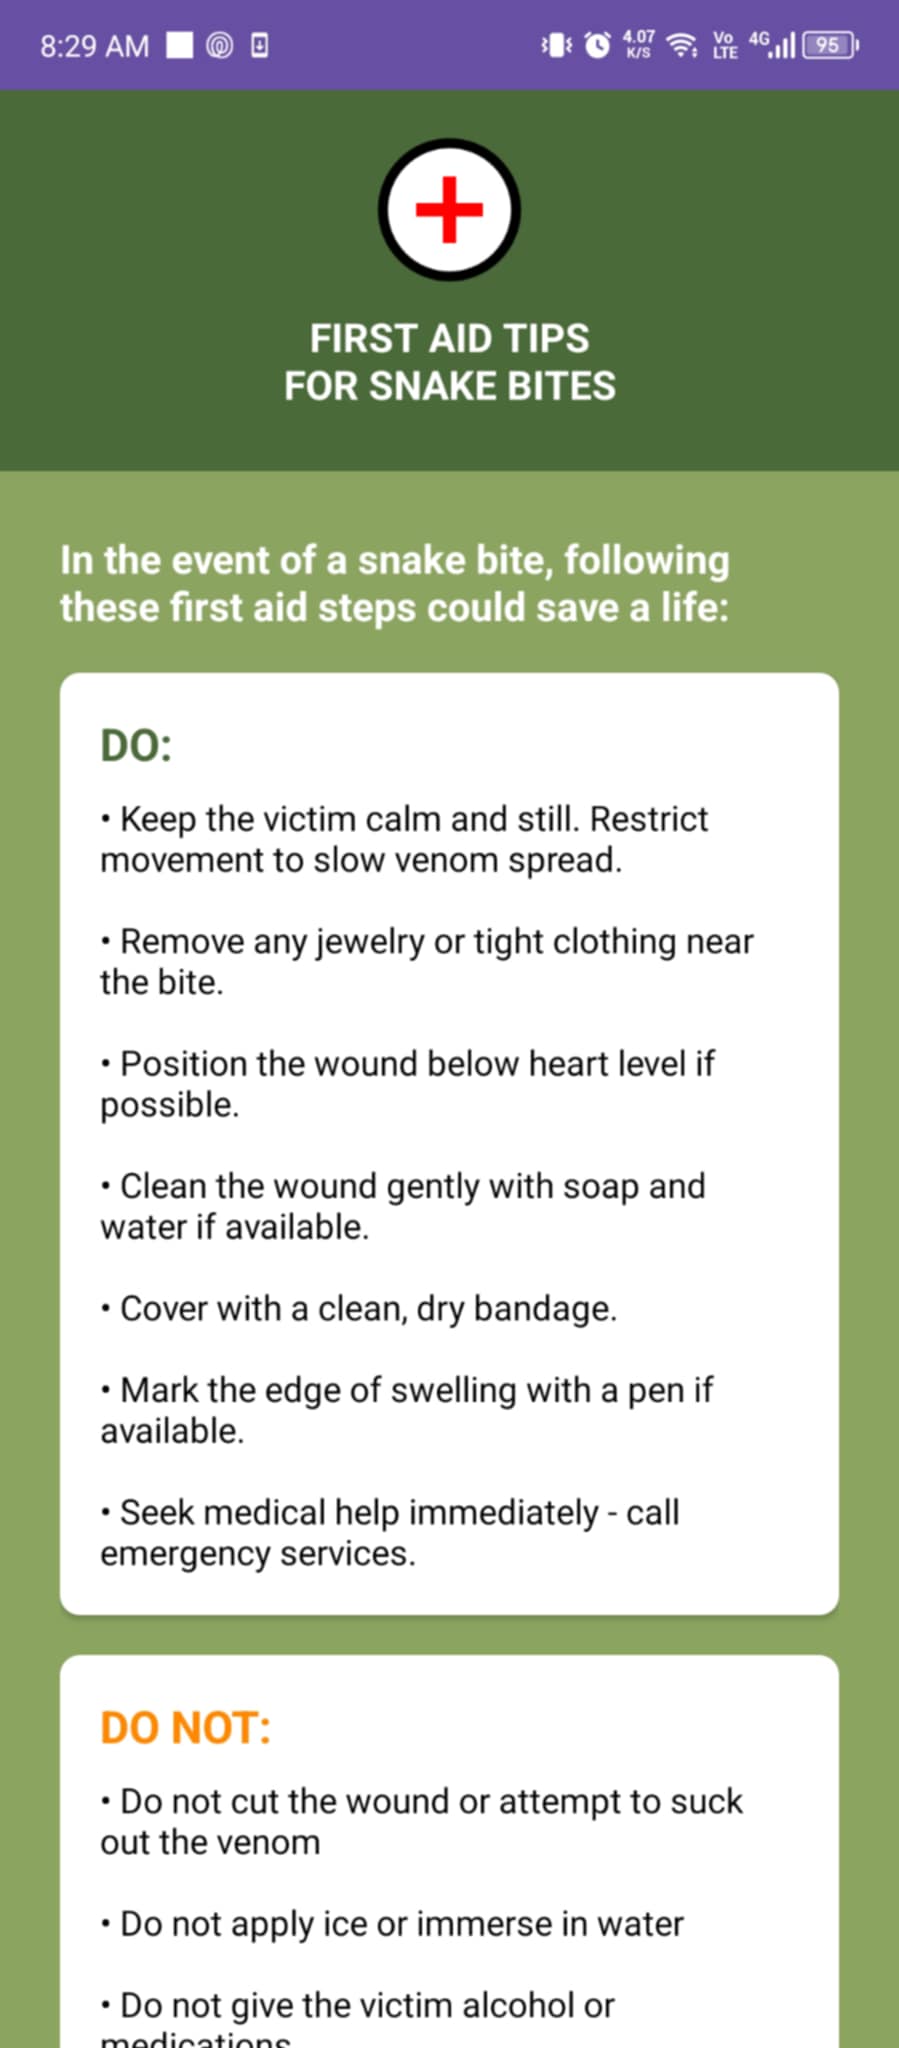 8:29 AM
4.07
K/S
Vo
LTE
4G
95
FIRST AID TIPS
FOR SNAKE BITES
In the event of a snake bite, following
these first aid steps could save a life:
DO:
• Keep the victim calm and still. Restrict
movement to slow venom spread.
• Remove any jewelry or tight clothing near
the bite.
• Position the wound below heart level if
possible.
• Clean the wound gently with soap and
water if available.
• Cover with a clean, dry bandage.
• Mark the edge of swelling with a pen if
available.
• Seek medical help immediately - call
emergency services.
DO NOT:
• Do not cut the wound or attempt to suck
out the venom
• Do not apply ice or immerse in water
• Do not give the victim alcohol or
medications